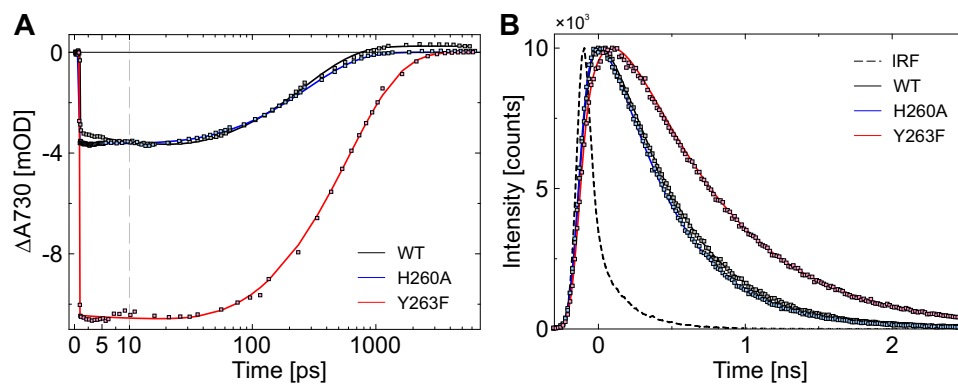 A
ΔA730 [mOD]
0
-4
-8
WT
H260A
Y263F
0
5
10
100
1000
Time [ps]
B
×10³
Intensity [counts]
10
5
0
IRF
WT
H260A
Y263F
0
1
2
Time [ns]